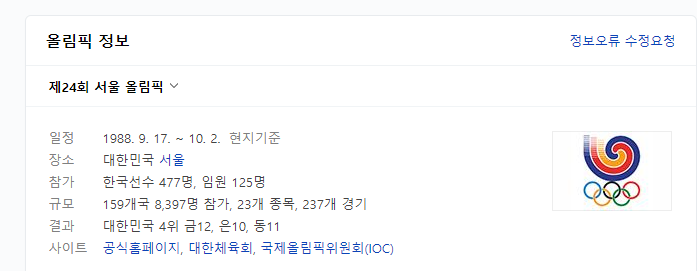 올림픽 정보
정보오류 수정요청
제24회 서울 올림픽
일정 1988. 9. 17. ~ 10. 2. 현지기준
장소 대한민국 서울
참가 한국선수 477명, 임원 125명
규모 159개국 8,397명 참가, 23개 종목, 237개 경기
결과 대한민국 4위 금12, 은10, 동11
사이트 공식홈페이지, 대한체육회, 국제올림픽위원회(IOC)